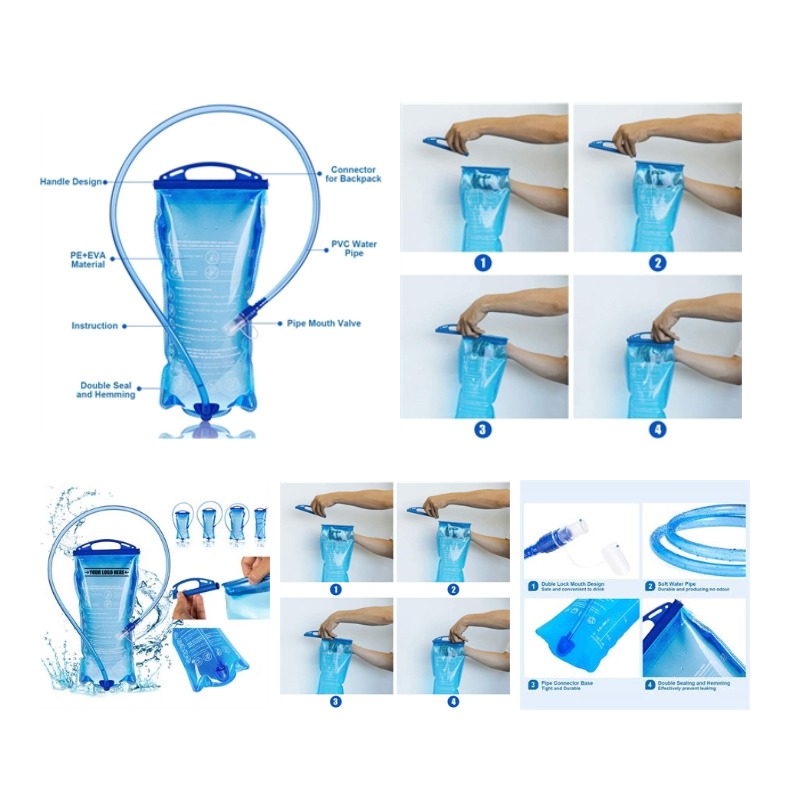 Handle Design
Connector
for Backpack
PE+EVA
Material
PVC Water
Pipe
Instruction
Pipe Mouth Valve
Double Seal
and Hemming
1
2
3
4
YOUR LOGO HERE
1
2
3
4
1 Duble Lock Mouth Design
Safe and convenient to drink
2 Soft Water Pipe
Durable and producing no odour
3 Pipe Connector Base
Tight and Durable
4 Double Sealing and Hemming
Effectively prevent leaking